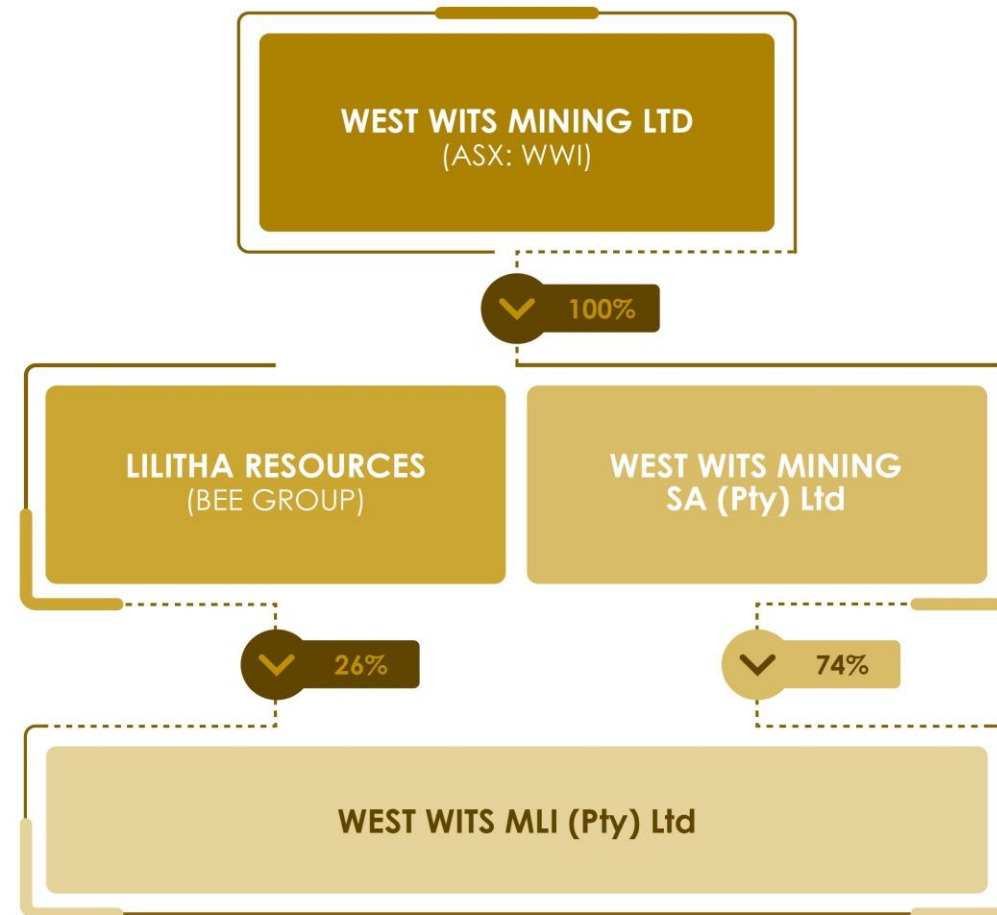 WEST WITS MINING LTD
(ASX: WWI)
100%
LILITHA RESOURCES
(BEE GROUP)
WEST WITS MINING
SA (Pty) Ltd
26%
74%
WEST WITS MLI (Pty) Ltd